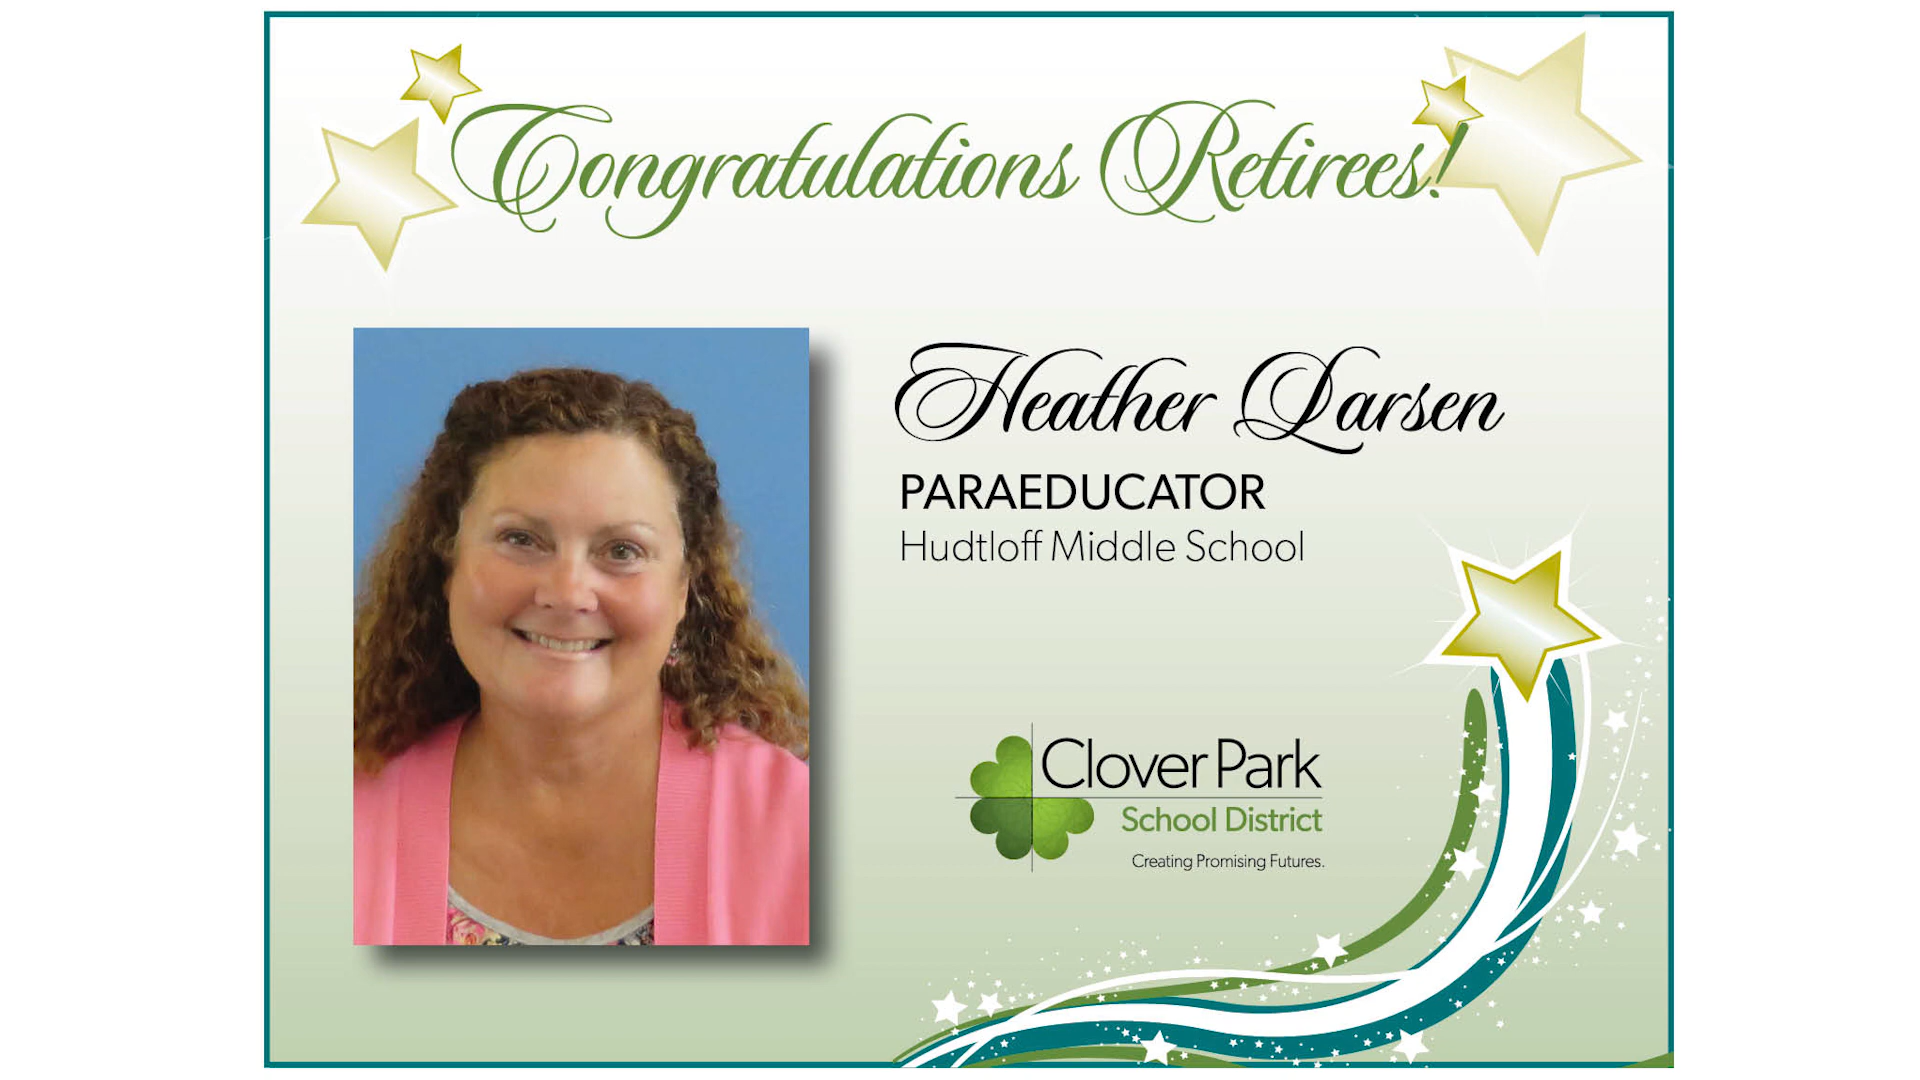 Congratulations Retirees!
Heather Larsen
PARAEDUCATOR
Hudtloff Middle School
Clover Park
School District
Creating Promising Futures.